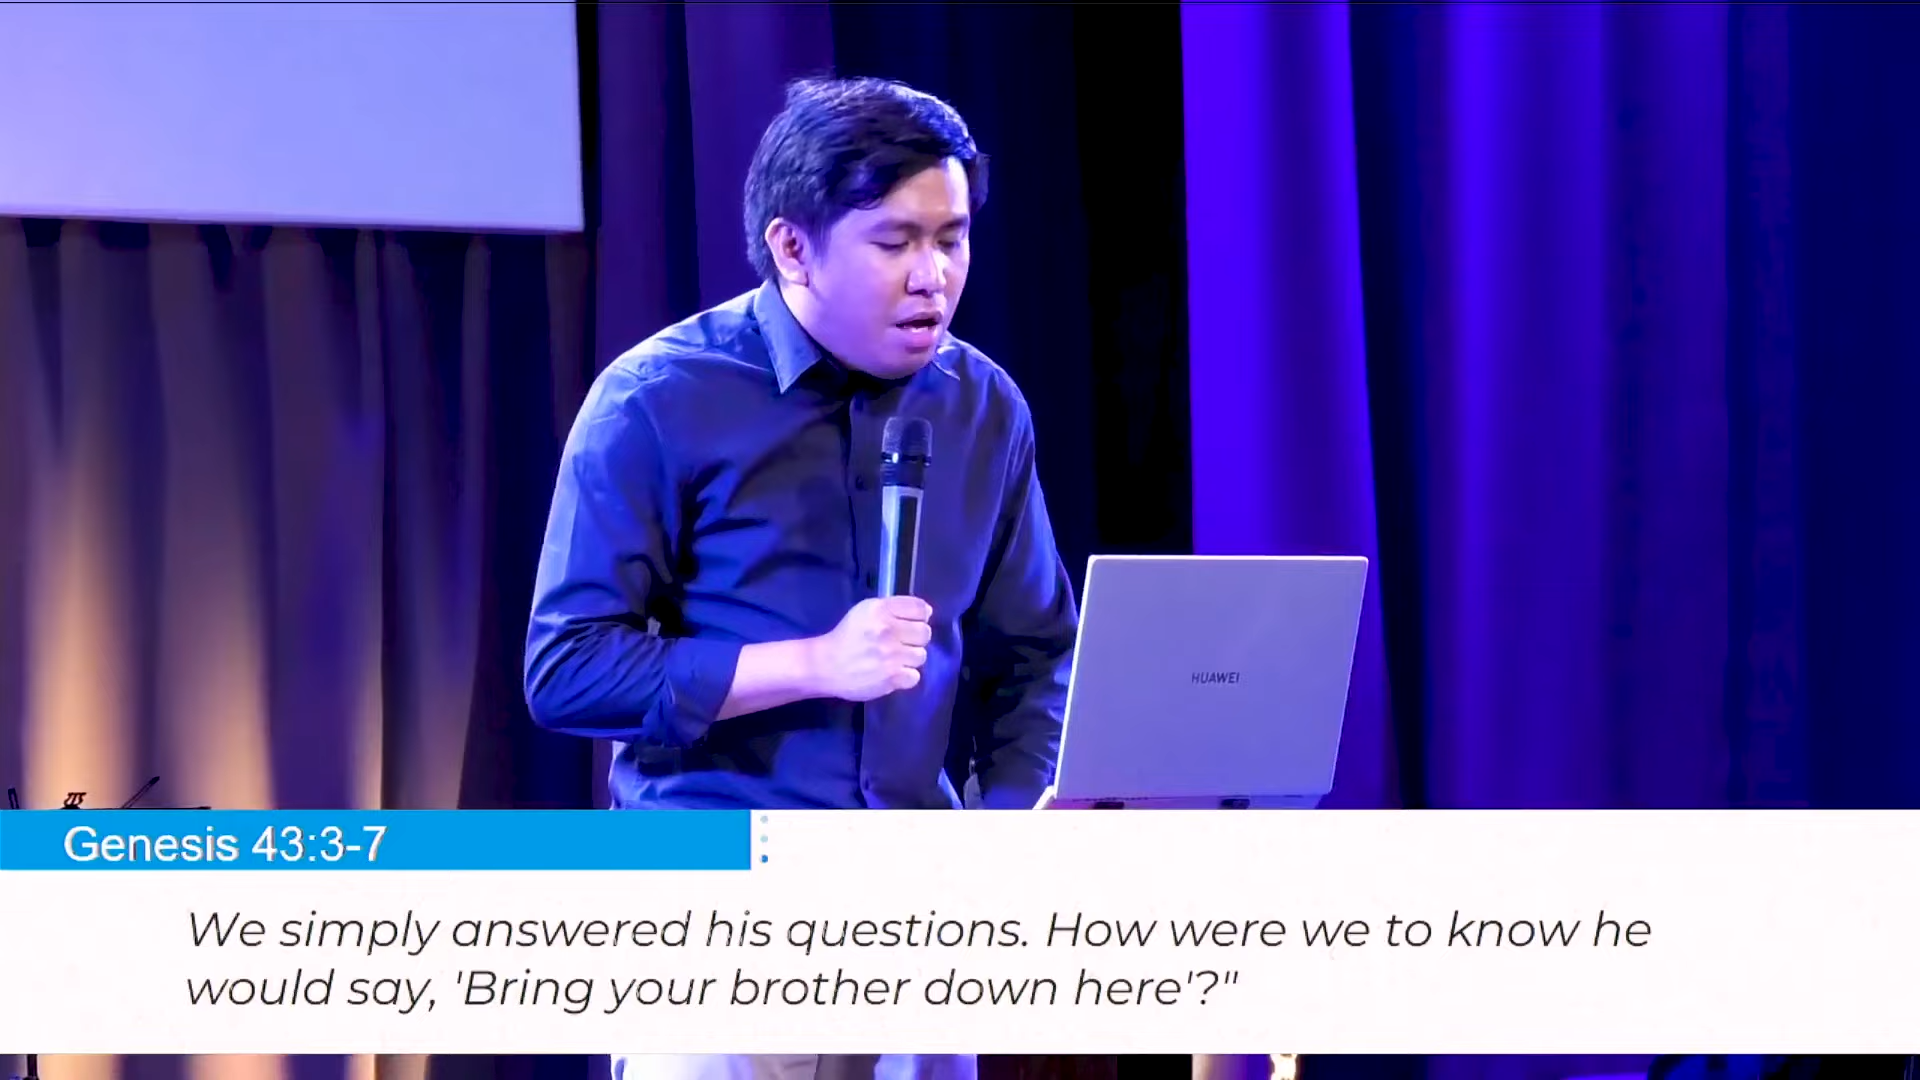 HUAWEI
Genesis 43:3-7
We simply answered his questions. How were we to know he
would say, 'Bring your brother down here'?"